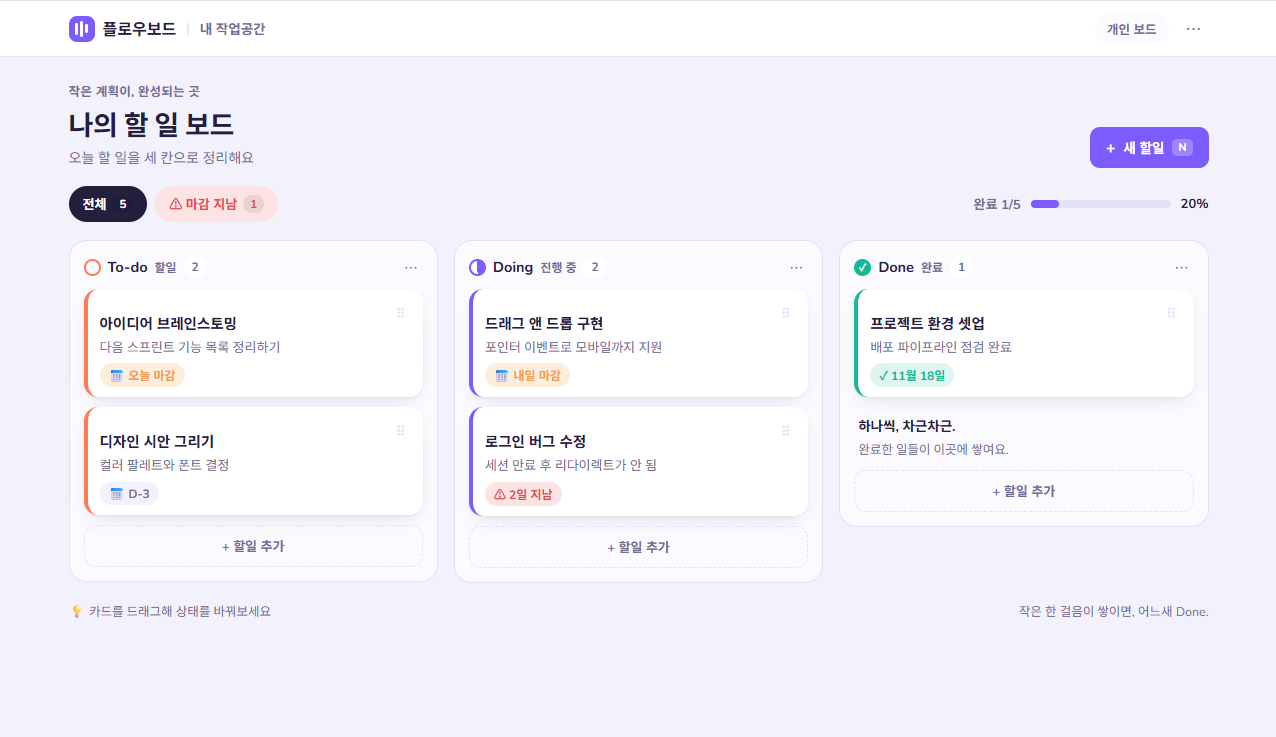 플로우보드 | 내 작업공간
개인 보드 ⋯
작은 계획이, 완성되는 곳
나의 할 일 보드
오늘 할 일을 세 칸으로 정리해요
+ 새 할일 N
전체 5
⚠ 마감 지남 1
완료 1/5 20%
To-do 할일 2 ⋯
아이디어 브레인스토밍
다음 스프린트 기능 목록 정리하기
오늘 마감
디자인 시안 그리기
컬러 팔레트와 폰트 결정
D-3
+ 할일 추가
Doing 진행 중 2 ⋯
드래그 앤 드롭 구현
포인터 이벤트로 모바일까지 지원
내일 마감
로그인 버그 수정
세션 만료 후 리다이렉트가 안 됨
⚠ 2일 지남
+ 할일 추가
Done 완료 1 ⋯
프로젝트 환경 셋업
배포 파이프라인 점검 완료
✓ 11월 18일
하나씩, 차근차근.
완료한 일들이 이곳에 쌓여요.
+ 할일 추가
💡 카드를 드래그해 상태를 바꿔보세요
작은 한 걸음이 쌓이면, 어느새 Done.